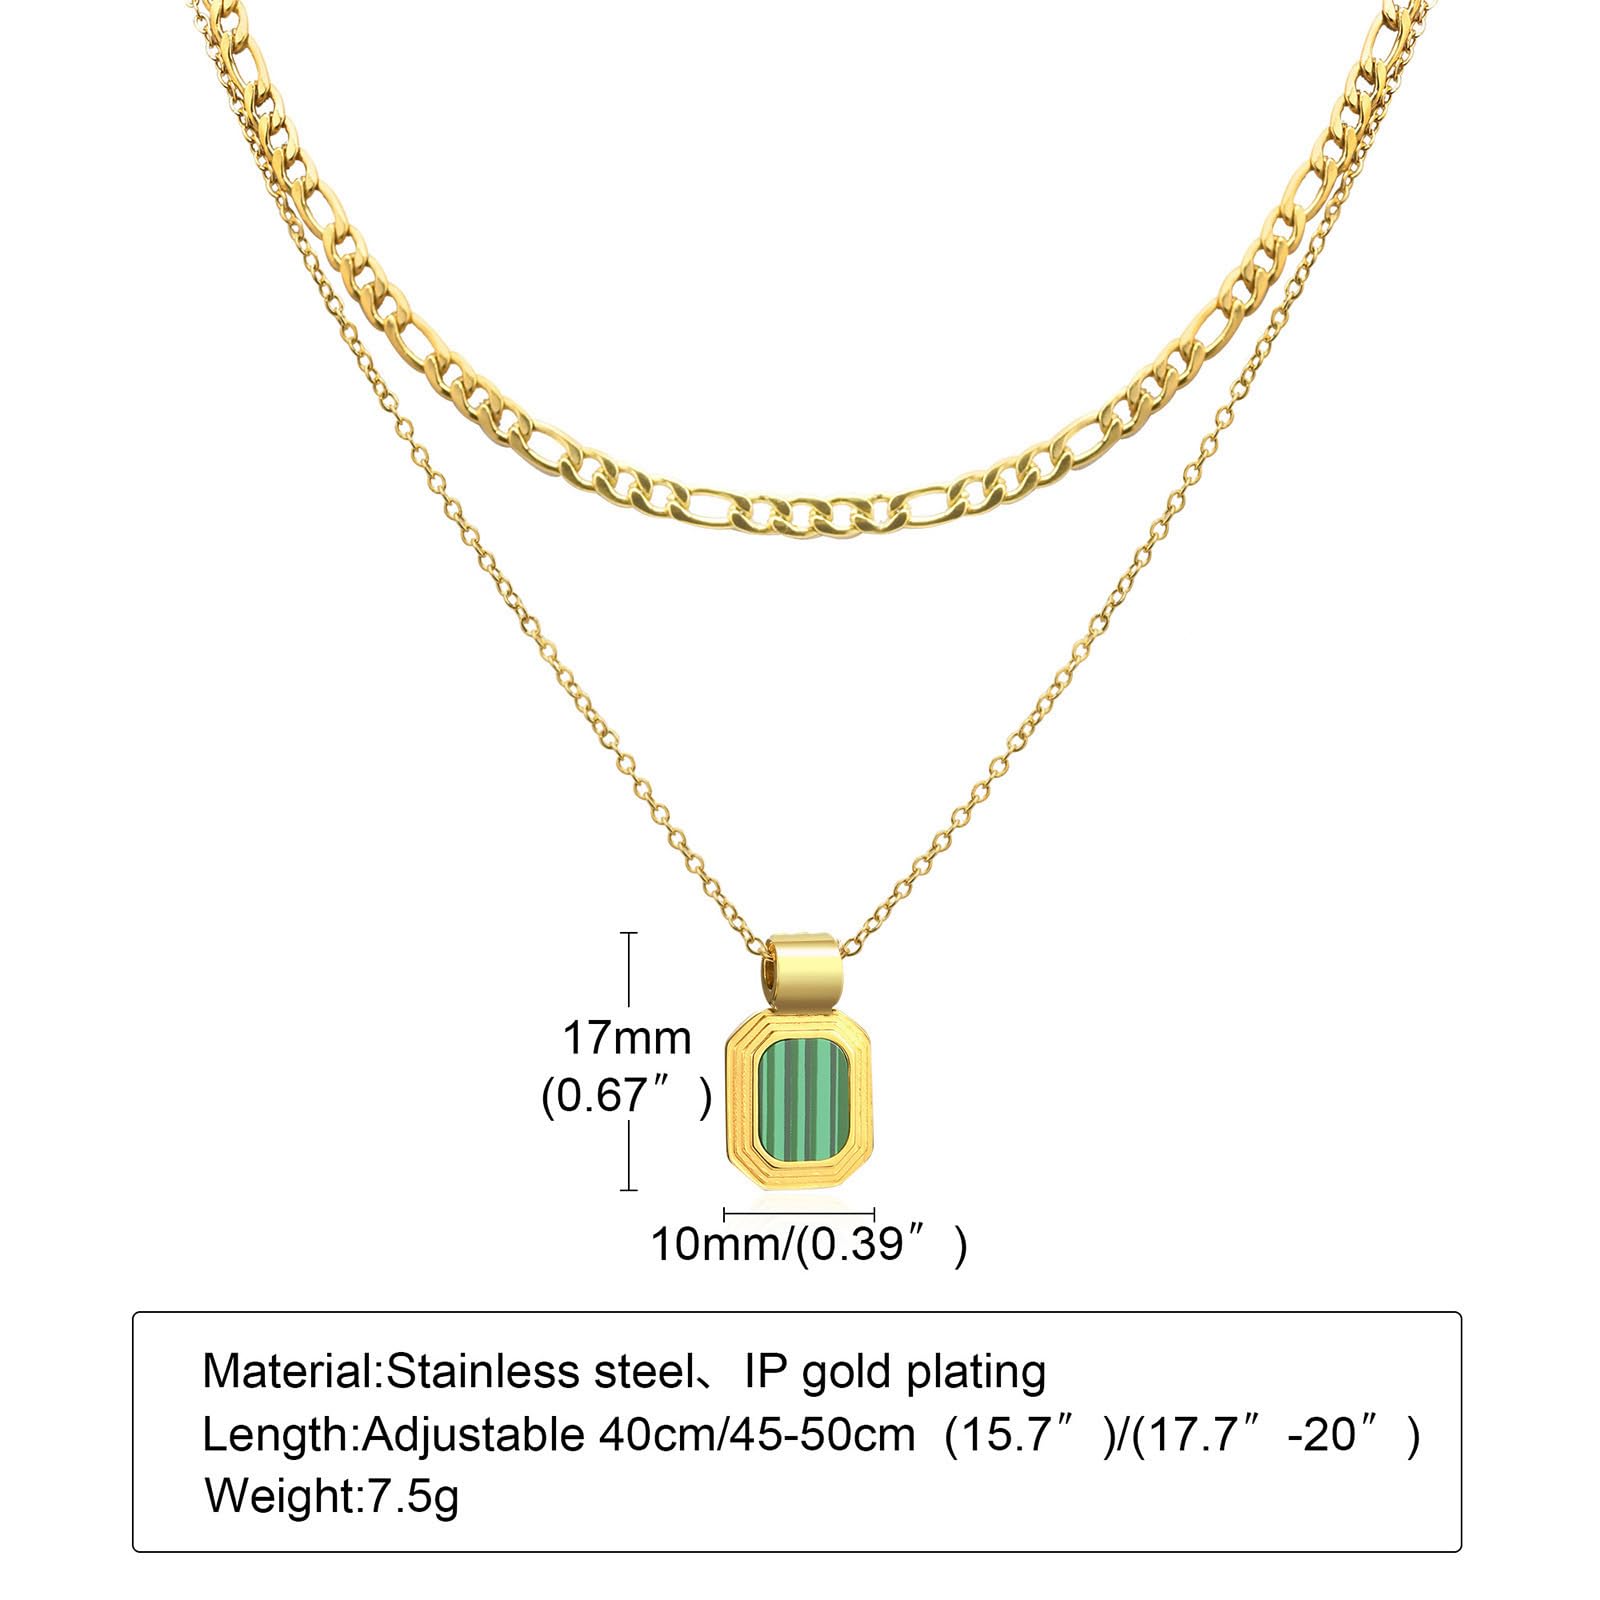 17mm
(0.67″ )
10mm/(0.39″ )
Material:Stainless steel、IP gold plating
Length:Adjustable 40cm/45-50cm (15.7″ )/(17.7″ -20″ )
Weight:7.5g